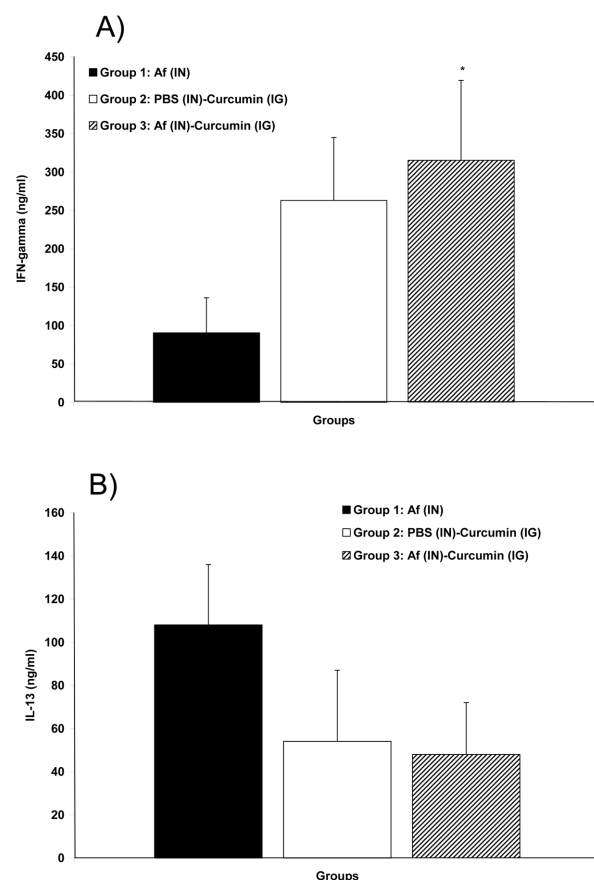 A)
450
400
350
300
250
200
150
100
50
0
IFN-gamma (ng/ml)
Group 1: Af (IN)
Group 2: PBS (IN)-Curcumin (IG)
Group 3: Af (IN)-Curcumin (IG)
*
Groups
B)
160
140
120
100
80
60
40
20
0
IL-13 (ng/ml)
Group 1: Af (IN)
Group 2: PBS (IN)-Curcumin (IG)
Group 3: Af (IN)-Curcumin (IG)
Groups